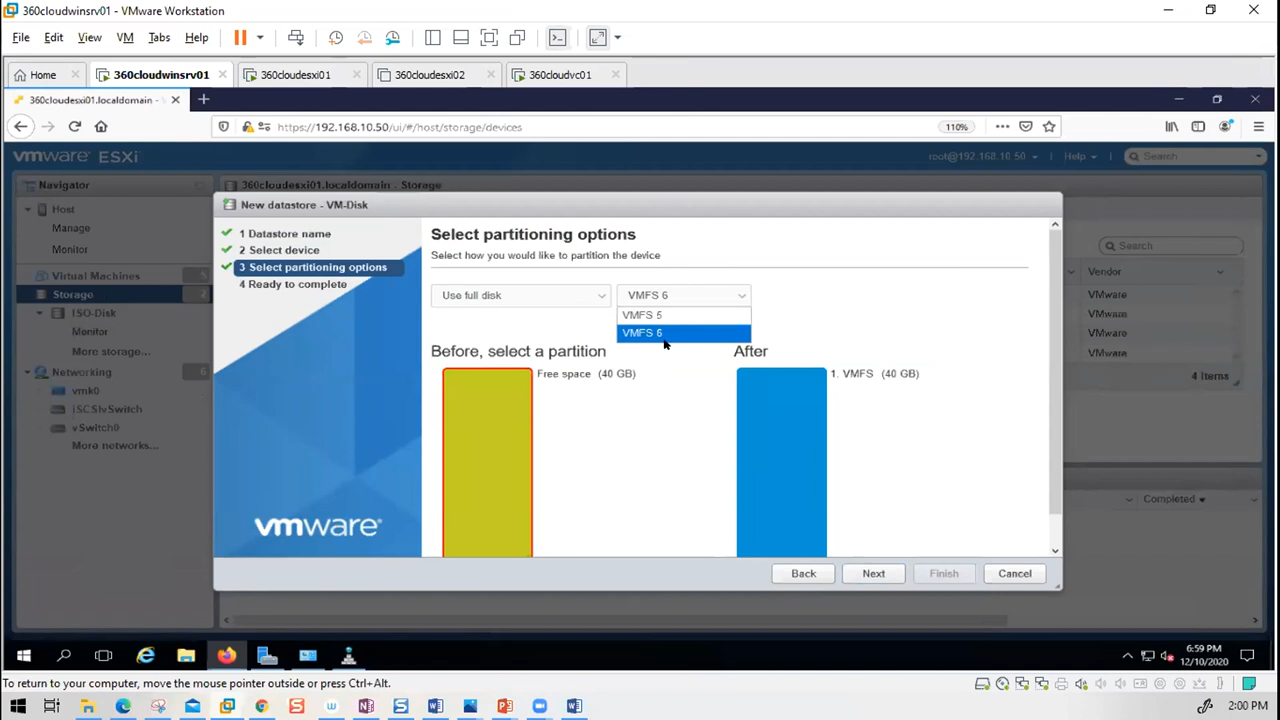 360cloudwinsrv01 - VMware Workstation
File Edit View VM Tabs Help
Home 360cloudwinsrv01 360cloudesxi01 360cloudesxi02 360cloudvc01
360cloudesxi01.localdomain -
https://192.168.10.50/ui/#/host/storage/devices 110%
vmware ESXi root@192.168.10.50 Help Search
Navigator 360cloudesxi01.localdomain - Storage
Host
Manage
Monitor
Virtual Machines 5
Storage 2
ISO-Disk
Monitor
More storage...
Networking 6
vmk0
iSCSIvSwitch
vSwitch0
More networks...
New datastore - VM-Disk
1 Datastore name
2 Select device
3 Select partitioning options
4 Ready to complete
vmware
Select partitioning options
Select how you would like to partition the device
Use full disk VMFS 6
VMFS 5
VMFS 6
Before, select a partition After
Free space (40 GB) 1. VMFS (40 GB)
Back Next Finish Cancel
Search
Vendor
VMware
VMware
VMware
VMware
4 Items
Completed
6:59 PM
12/10/2020
To return to your computer, move the mouse pointer outside or press Ctrl+Alt.
2:00 PM